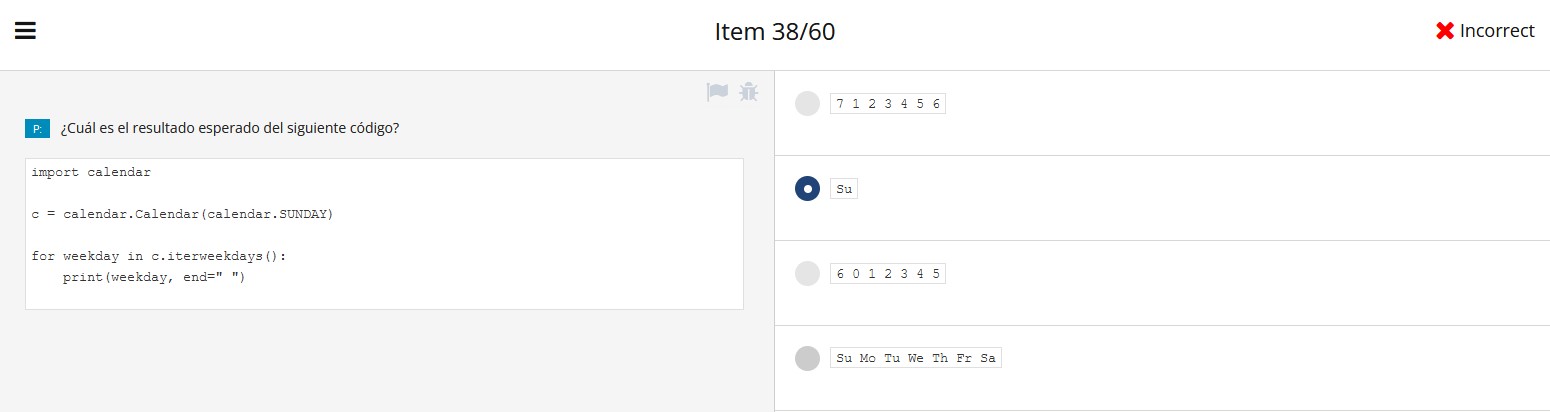 Item 38/60
Incorrect
P: ¿Cuál es el resultado esperado del siguiente código?
import calendar
c = calendar.Calendar(calendar.SUNDAY)
for weekday in c.iterweekdays():
    print(weekday, end=" ")
7 1 2 3 4 5 6
Su
6 0 1 2 3 4 5
Su Mo Tu We Th Fr Sa